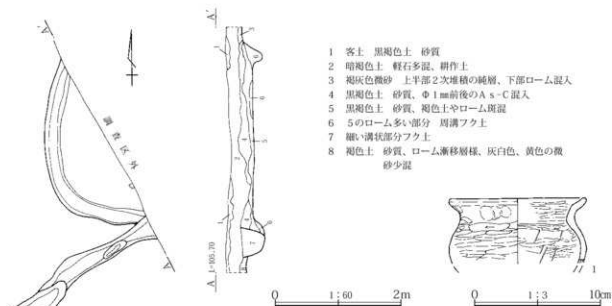 A'
A'
調査区外
A
A L=105.70
1 客土 黒褐色土 砂質
2 暗褐色土 軽石多混、耕作土
3 褐灰色微砂 上半部2次堆積の純層、下部ローム混入
4 黒褐色土 砂質、Φ1㎜前後のAs-C混入
5 黒褐色土 砂質、褐色土やローム斑混
6 5のローム多い部分 周溝フク土
7 細い溝状部分フク土
8 褐色土 砂質、ローム漸移層様、灰白色、黄色の微
砂少混
1
0 1:60 2m
0 1:3 10㎝